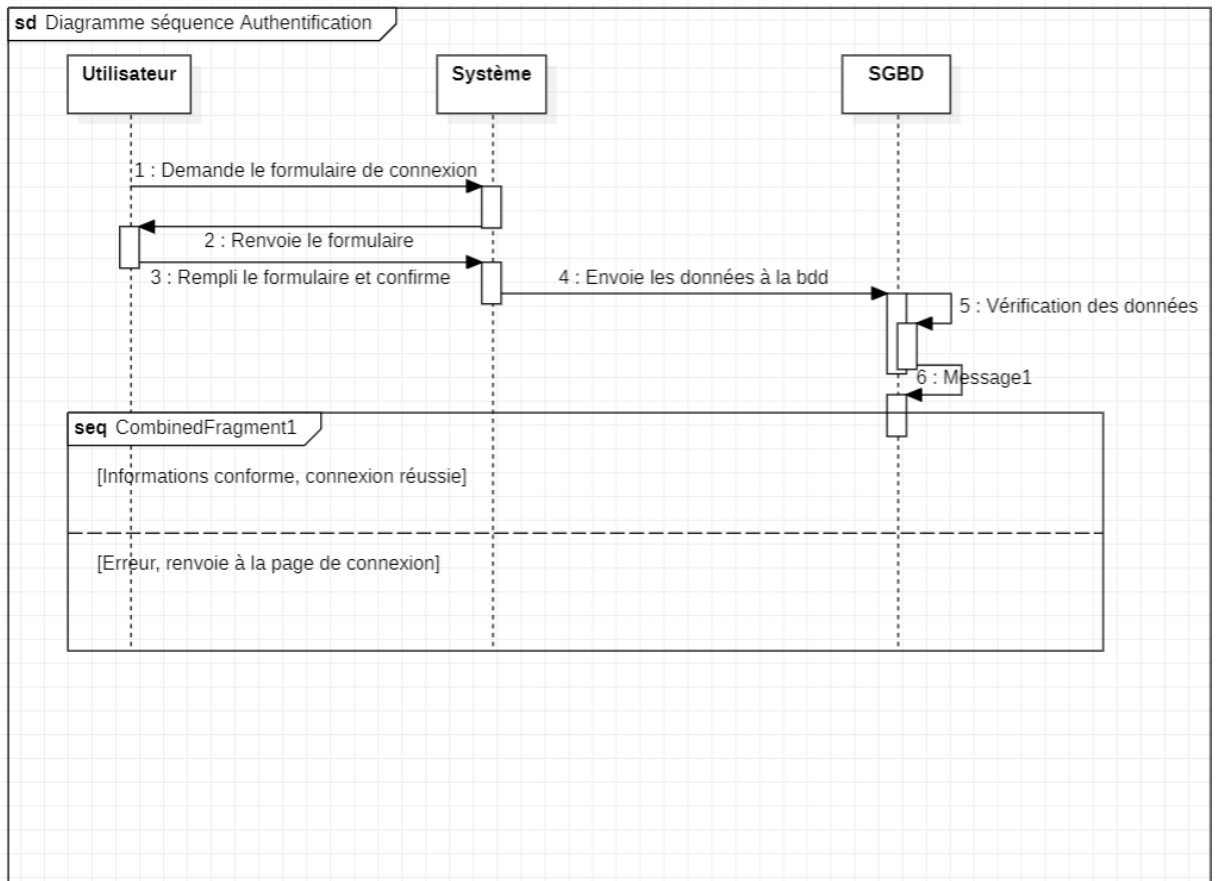 sd Diagramme séquence Authentification
Utilisateur
Système
SGBD
1 : Demande le formulaire de connexion
2 : Renvoie le formulaire
3 : Rempli le formulaire et confirme
4 : Envoie les données à la bdd
5 : Vérification des données
6 : Message1
seq CombinedFragment1
[Informations conforme, connexion réussie]
[Erreur, renvoie à la page de connexion]